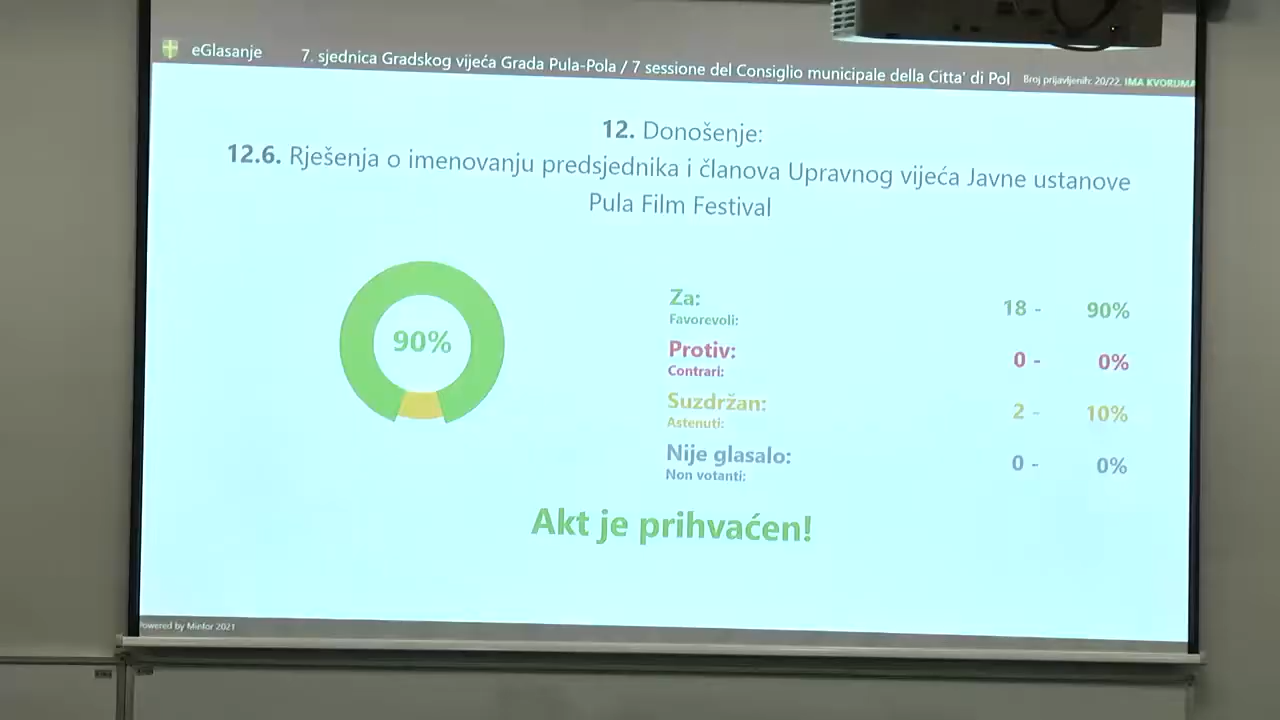 eGlasanje
7. sjednica Gradskog vijeća Grada Pula-Pola / 7 sessione del Consiglio municipale della Citta' di Pol
Broj prijavljenih: 20/22, IMA KVORUMA
12. Donošenje:
12.6. Rješenja o imenovanju predsjednika i članova Upravnog vijeća Javne ustanove
Pula Film Festival
90%
Za: 18 - 90%
Favorevoli:
Protiv: 0 - 0%
Contrari:
Suzdržan: 2 - 10%
Astenuti:
Nije glasalo: 0 - 0%
Non votanti:
Akt je prihvaćen!
Powered by Minfor 2021